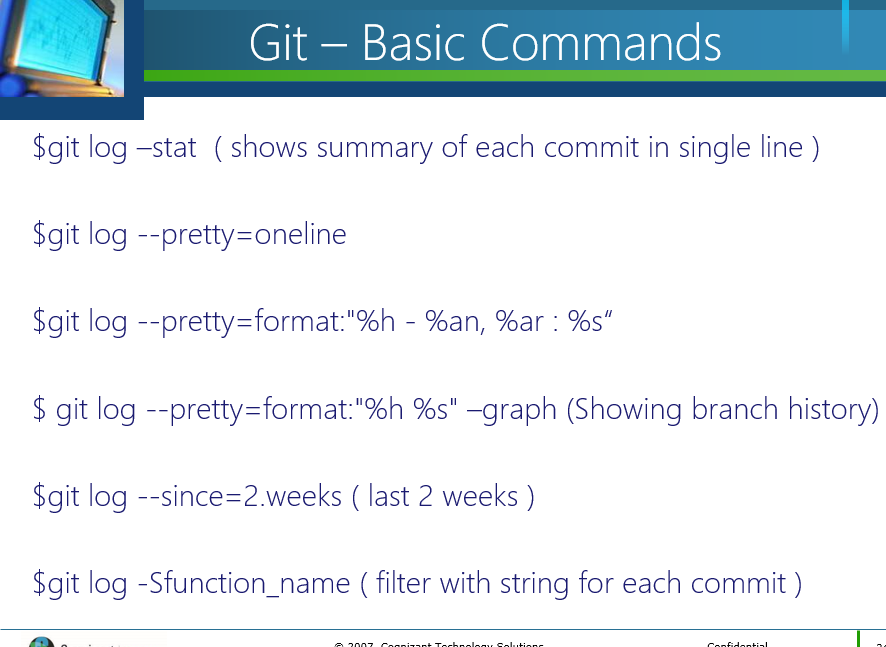 Git – Basic Commands
$git log –stat ( shows summary of each commit in single line )
$git log --pretty=oneline
$git log --pretty=format:"%h - %an, %ar : %s“
$ git log --pretty=format:"%h %s" –graph (Showing branch history)
$git log --since=2.weeks ( last 2 weeks )
$git log -Sfunction_name ( filter with string for each commit )
© 2007, Cognizant Technology Solutions Confidential